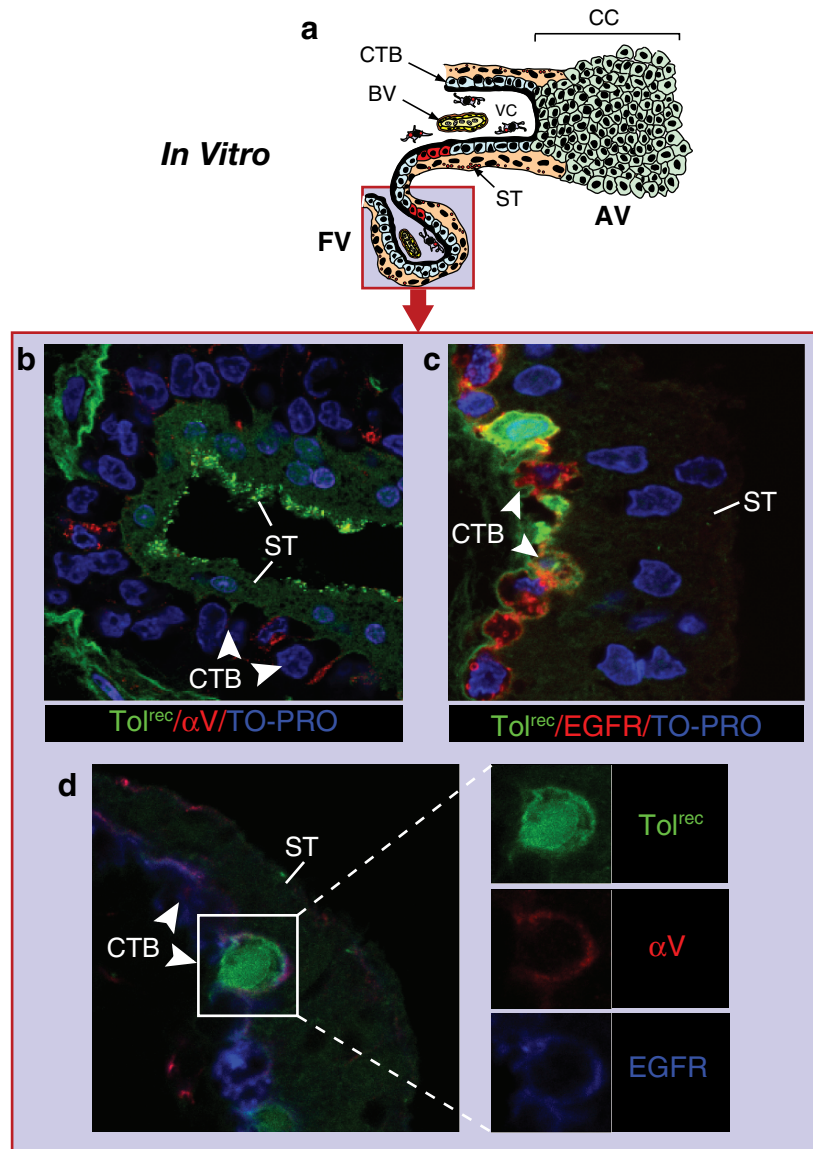 a
CC
CTB
BV
VC
In Vitro
ST
AV
FV
b
ST
CTB
Tol^rec/αV/TO-PRO
c
ST
CTB
Tol^rec/EGFR/TO-PRO
d
ST
CTB
Tol^rec
αV
EGFR